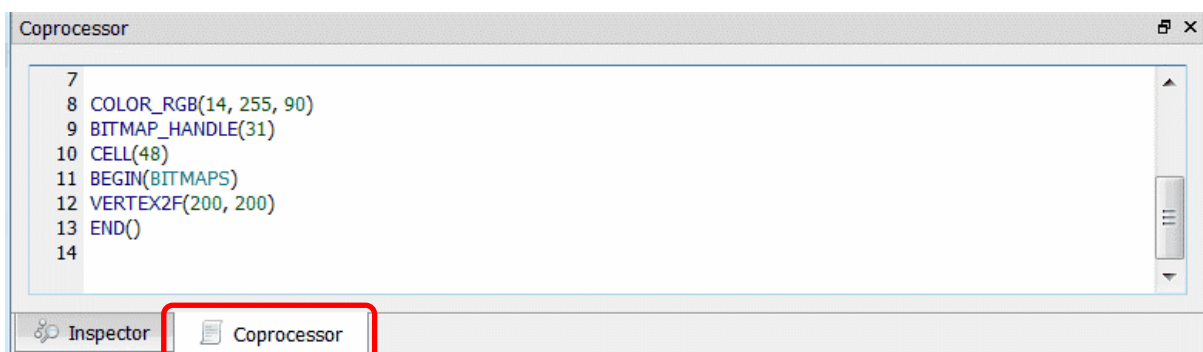 Coprocessor
7
8 COLOR_RGB(14, 255, 90)
9 BITMAP_HANDLE(31)
10 CELL(48)
11 BEGIN(BITMAPS)
12 VERTEX2F(200, 200)
13 END()
14
Inspector Coprocessor